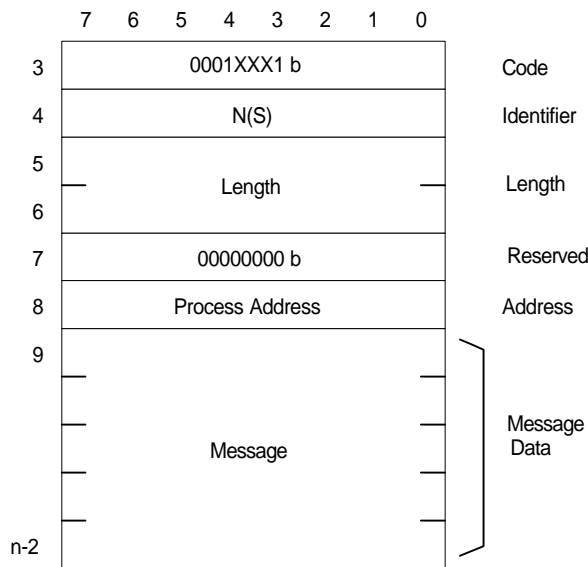 7 6 5 4 3 2 1 0
3 0001XXX1 b Code
4 N(S) Identifier
5
Length Length
6
7 00000000 b Reserved
8 Process Address Address
9
Message
Message
Data
n-2